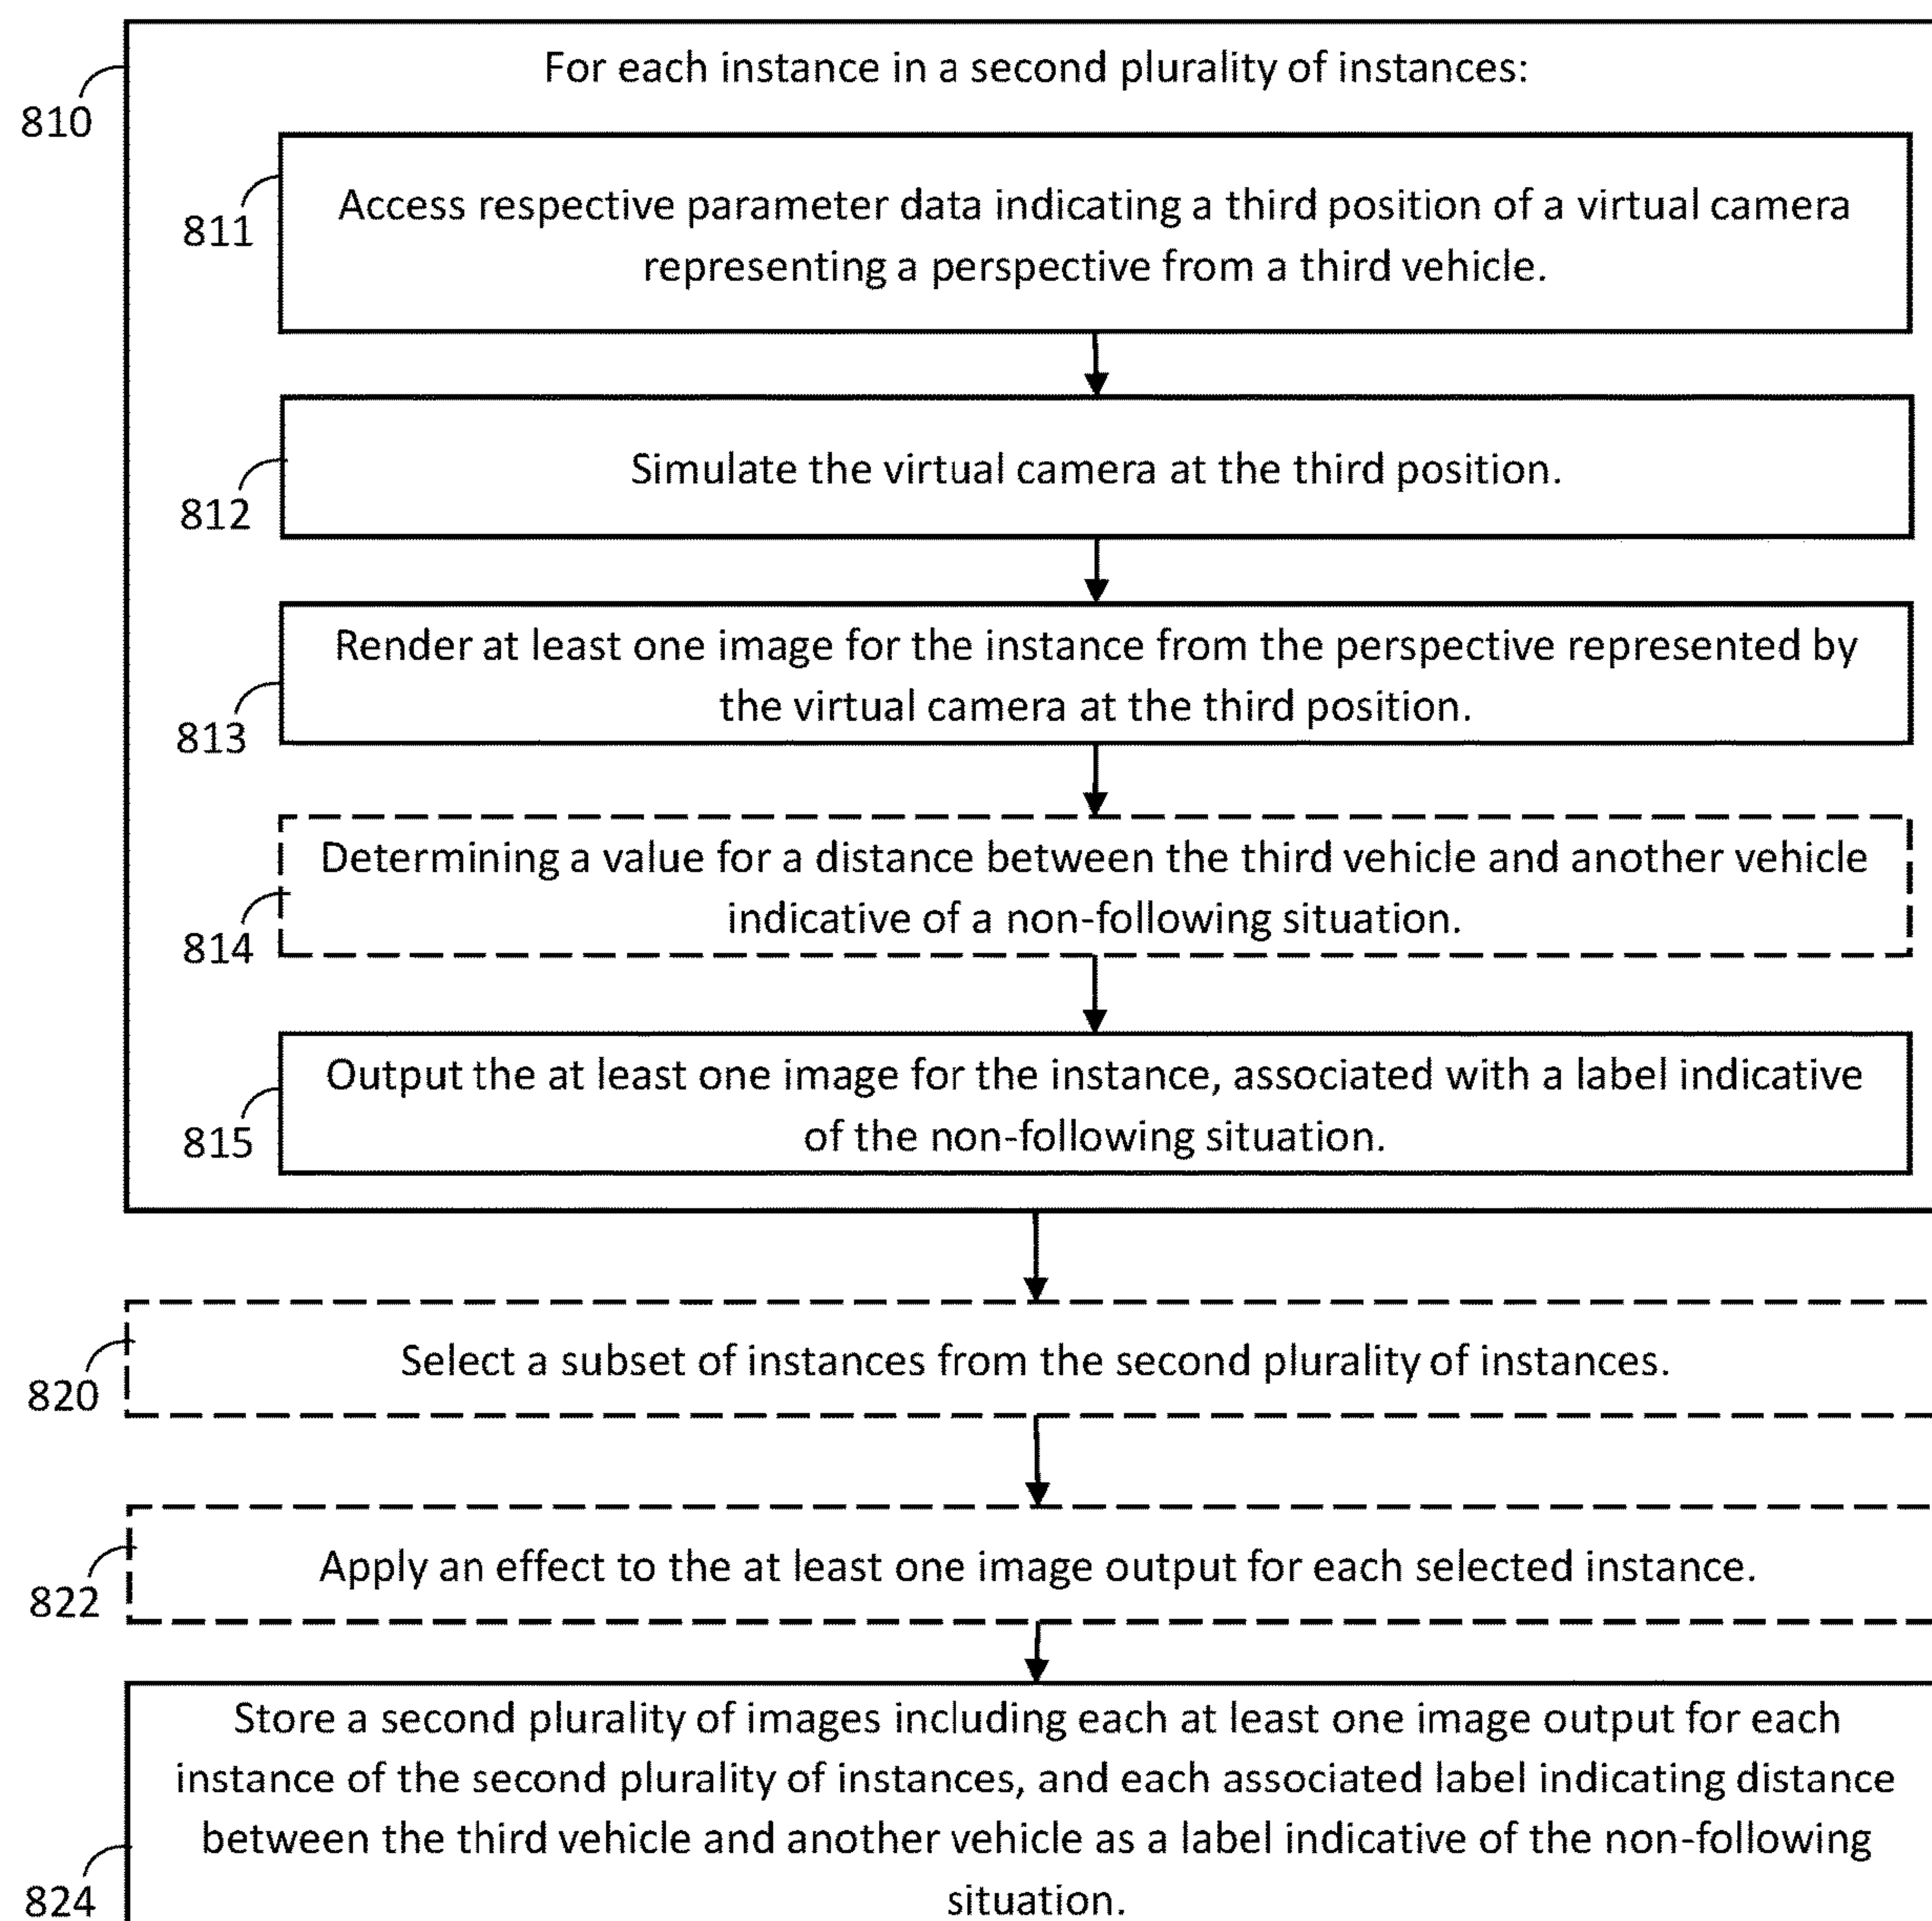 For each instance in a second plurality of instances:
810
Access respective parameter data indicating a third position of a virtual camera
representing a perspective from a third vehicle.
811
Simulate the virtual camera at the third position.
812
Render at least one image for the instance from the perspective represented by
the virtual camera at the third position.
813
Determining a value for a distance between the third vehicle and another vehicle
indicative of a non-following situation.
814
Output the at least one image for the instance, associated with a label indicative
of the non-following situation.
815
Select a subset of instances from the second plurality of instances.
820
Apply an effect to the at least one image output for each selected instance.
822
Store a second plurality of images including each at least one image output for each
instance of the second plurality of instances, and each associated label indicating distance
between the third vehicle and another vehicle as a label indicative of the non-following
situation.
824